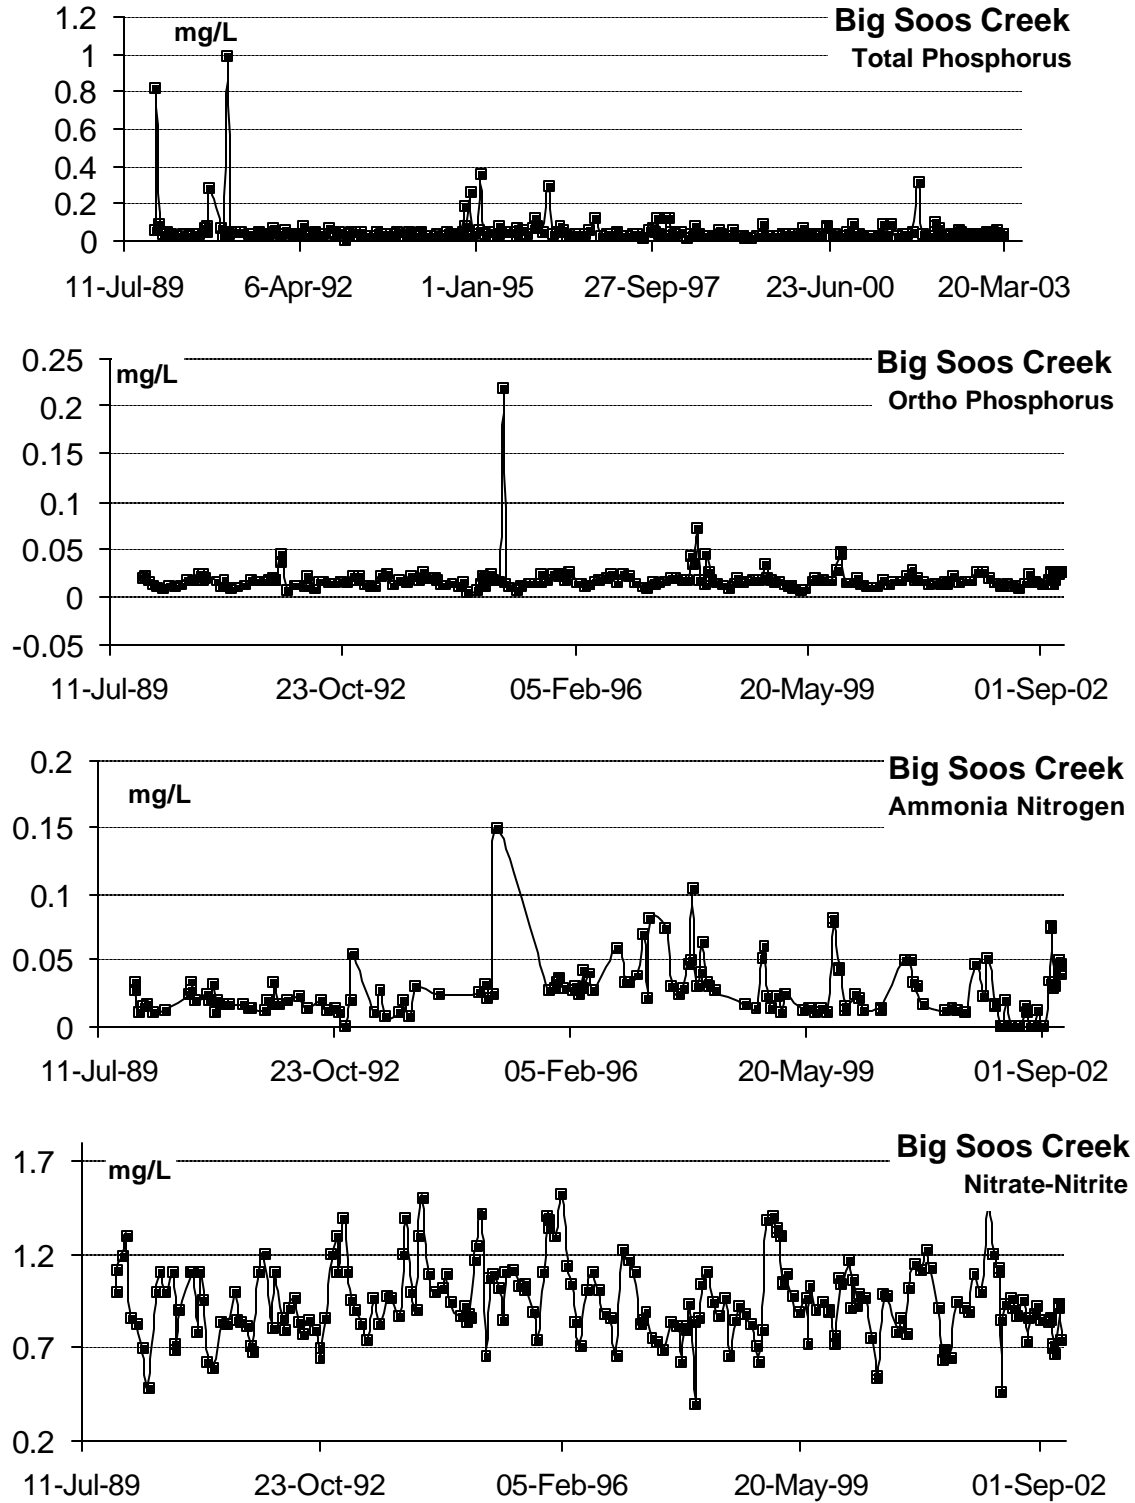 1.2
Big Soos Creek
mg/L
1
Total Phosphorus
0.8
0.6
0.4
0.2
0
11-Jul-89 6-Apr-92 1-Jan-95 27-Sep-97 23-Jun-00 20-Mar-03
0.25
Big Soos Creek
mg/L
Ortho Phosphorus
0.2
0.15
0.1
0.05
0
-0.05
11-Jul-89 23-Oct-92 05-Feb-96 20-May-99 01-Sep-02
0.2
Big Soos Creek
mg/L
Ammonia Nitrogen
0.15
0.1
0.05
0
11-Jul-89 23-Oct-92 05-Feb-96 20-May-99 01-Sep-02
Big Soos Creek
1.7
mg/L
Nitrate-Nitrite
1.2
0.7
0.2
11-Jul-89 23-Oct-92 05-Feb-96 20-May-99 01-Sep-02